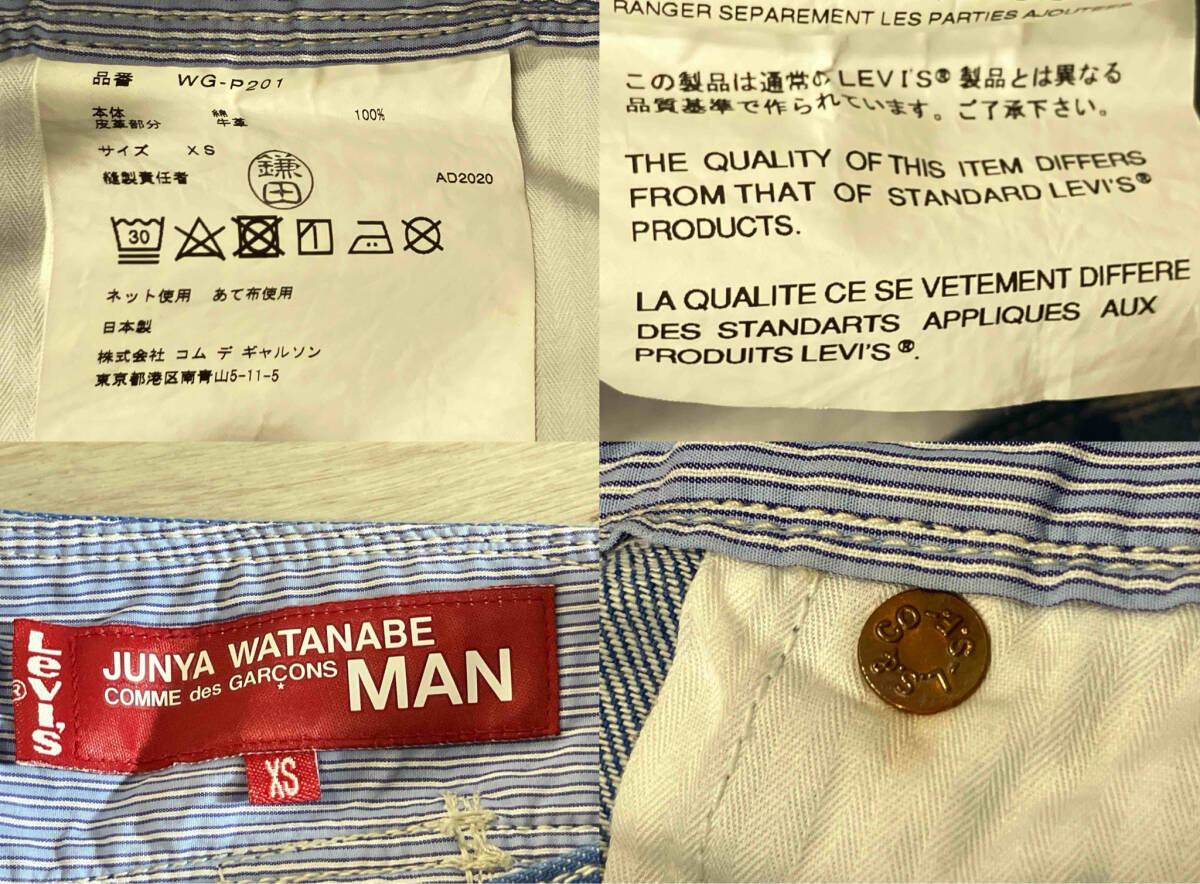 品番 WG-P201
本体 綿 100%
皮革部分 牛革
サイズ XS
縫製責任者 鎌田 AD2020
30
ネット使用 あて布使用
日本製
株式会社 コム デ ギャルソン
東京都港区南青山5-11-5
RANGER SEPAREMENT LES PARTIES AJOUTEES
この製品は通常のLEVI'S®製品とは異なる
品質基準で作られています。ご了承下さい。
THE QUALITY OF THIS ITEM DIFFERS
FROM THAT OF STANDARD LEVI'S®
PRODUCTS.
LA QUALITE CE SE VETEMENT DIFFERE
DES STANDARTS APPLIQUES AUX
PRODUITS LEVI'S®.
LEVI'S
®
JUNYA WATANABE
COMME des GARÇONS MAN
XS
L.S.&CO-H.S.